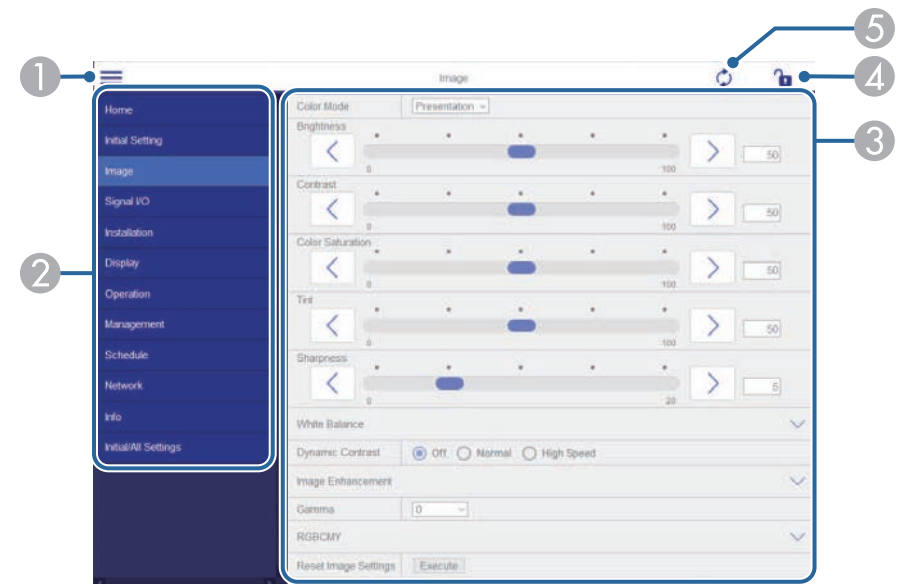 5
1
Image
4
Home
Initial Setting
Image
Signal I/O
Installation
Display
Operation
Management
Schedule
Network
Info
Initial/All Settings
2
Color Mode
Presentation
Brightness
0
100
50
3
Contrast
0
100
50
Color Saturation
0
100
50
Tint
0
100
50
Sharpness
0
20
5
White Balance
Dynamic Contrast
Off
Normal
High Speed
Image Enhancement
Gamma
0
RGBCMY
Reset Image Settings
Execute